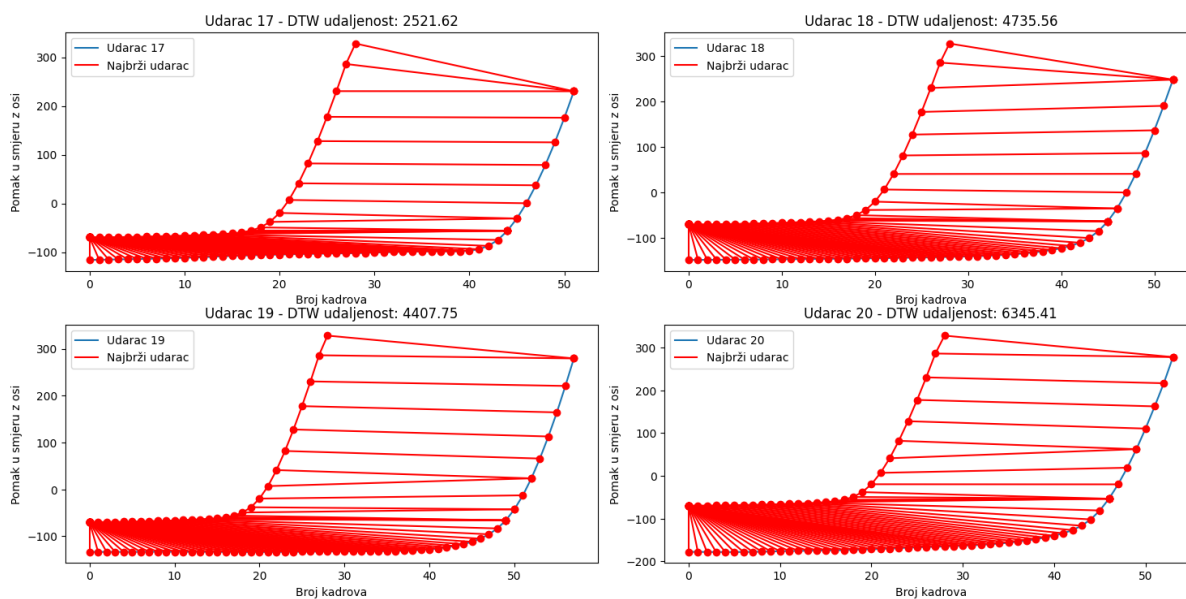 Udarac 17 - DTW udaljenost: 2521.62
Udarac 17
Najbrži udarac
Pomak u smjeru z osi
300
200
100
0
−100
0 10 20 30 40 50
Broj kadrova
Udarac 18 - DTW udaljenost: 4735.56
Udarac 18
Najbrži udarac
Pomak u smjeru z osi
300
200
100
0
−100
0 10 20 30 40 50
Broj kadrova
Udarac 19 - DTW udaljenost: 4407.75
Udarac 19
Najbrži udarac
Pomak u smjeru z osi
300
200
100
0
−100
0 10 20 30 40 50
Broj kadrova
Udarac 20 - DTW udaljenost: 6345.41
Udarac 20
Najbrži udarac
Pomak u smjeru z osi
300
200
100
0
−100
−200
0 10 20 30 40 50
Broj kadrova